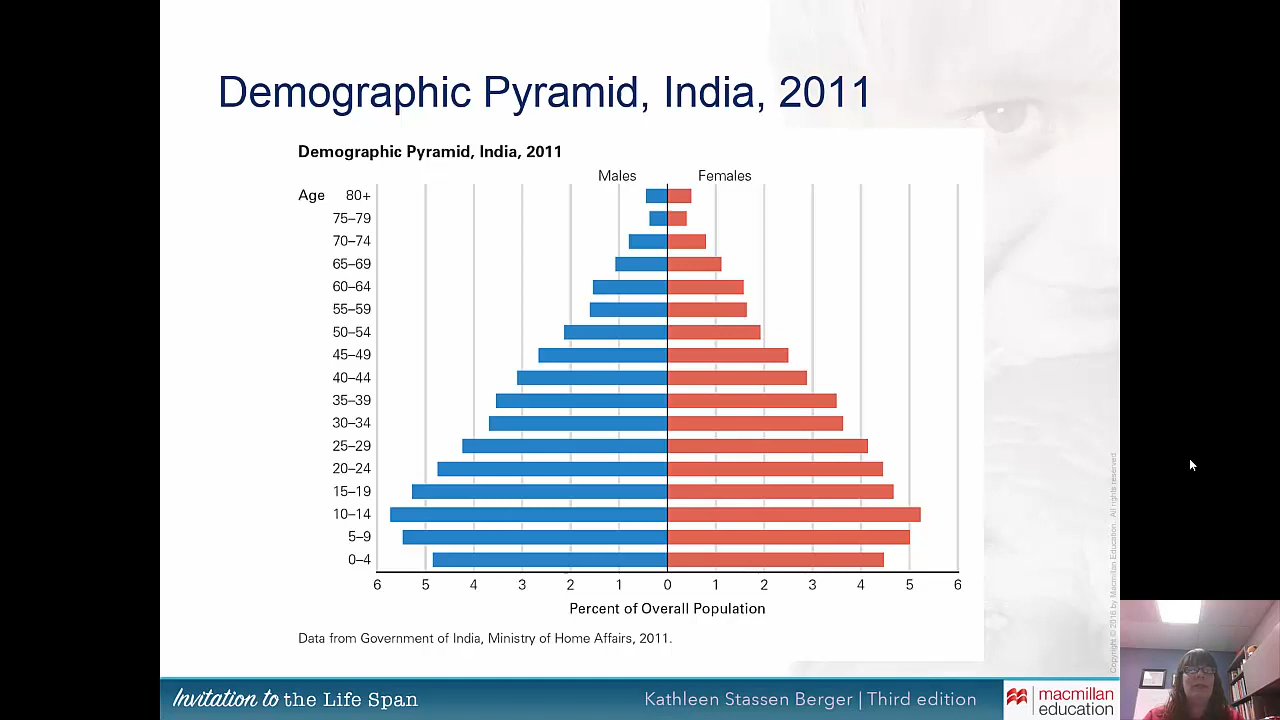 Demographic Pyramid, India, 2011
Demographic Pyramid, India, 2011
Males Females
Age 80+
75–79
70–74
65–69
60–64
55–59
50–54
45–49
40–44
35–39
30–34
25–29
20–24
15–19
10–14
5–9
0–4
6 5 4 3 2 1 0 1 2 3 4 5 6
Percent of Overall Population
Data from Government of India, Ministry of Home Affairs, 2011.
Copyright © 2016 by Macmillan Education. All rights reserved
Invitation to the Life Span
Kathleen Stassen Berger | Third edition
macmillan
education